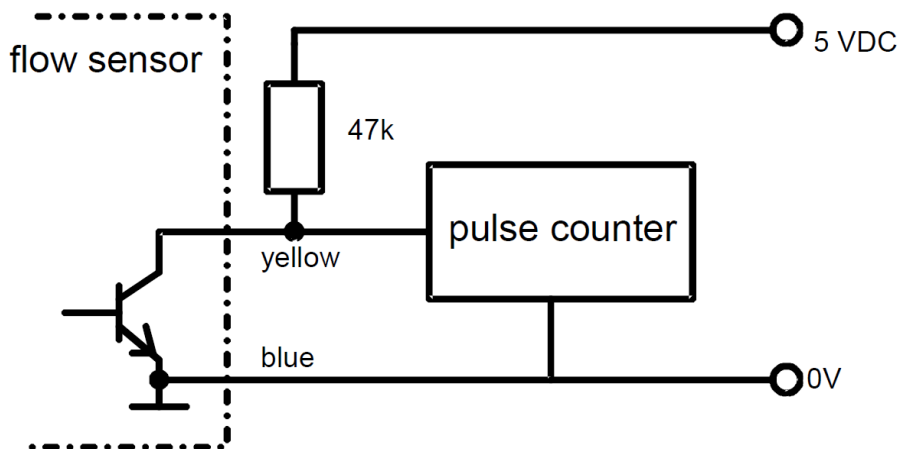 5 VDC
flow sensor
47k
pulse counter
yellow
blue
0V